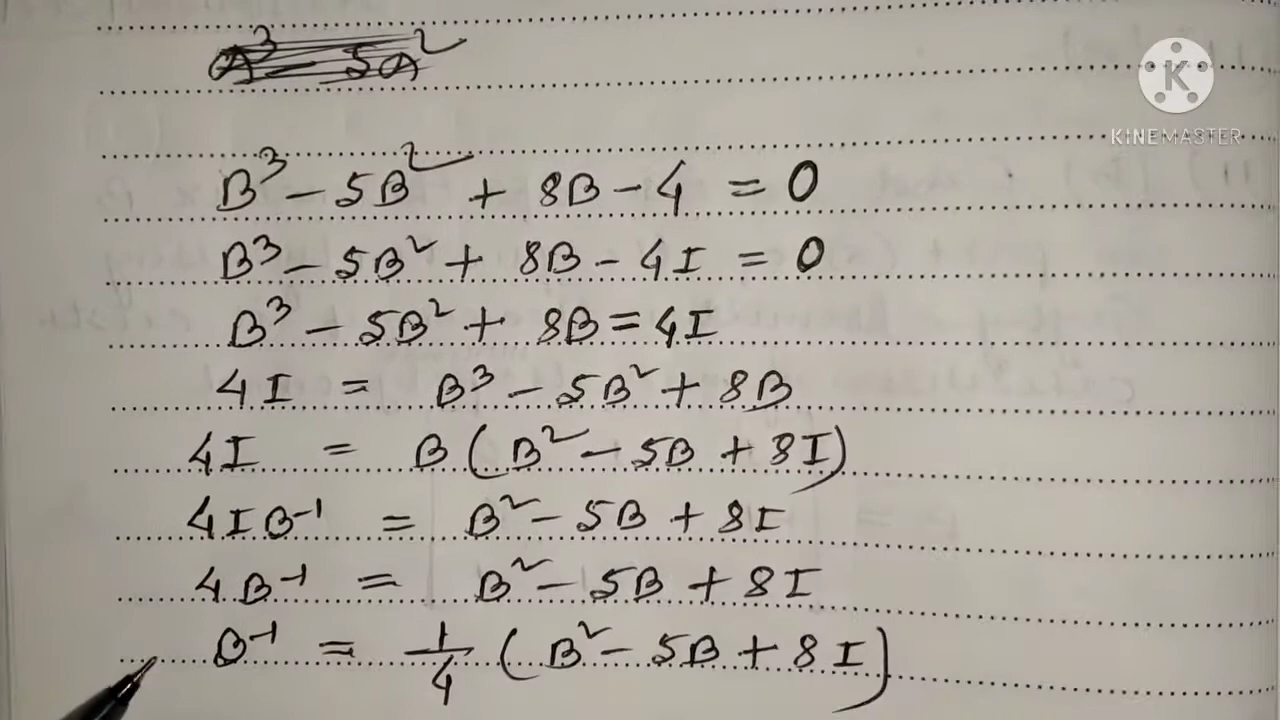 A³ - 5A²
KINEMASTER
B³ - 5B² + 8B - 4 = 0
B³ - 5B² + 8B - 4I = 0
B³ - 5B² + 8B = 4I
4I = B³ - 5B² + 8B
4I = B(B² - 5B + 8I)
4IB⁻¹ = B² - 5B + 8I
4B⁻¹ = B² - 5B + 8I
B⁻¹ = 1/4 (B² - 5B + 8I)